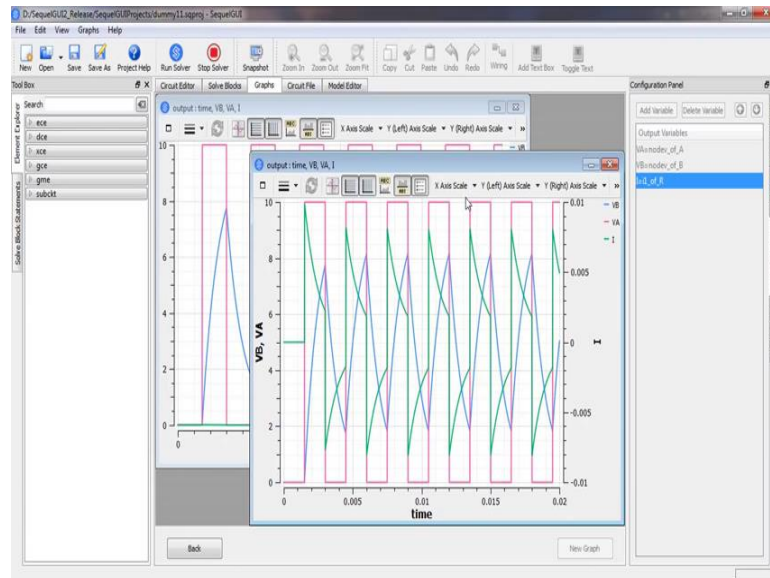 D:/SequelGUI2_Release/SequelGUIProjects/dummy11.sqproj - SequelGUI
File Edit View Graphs Help
New Open Save Save As Project Help Run Solver Stop Solver Snapshot Zoom In Zoom Out Zoom Fit Copy Cut Paste Undo Redo Wiring Add Text Box Toggle Text
Tool Box
Circuit Editor Solve Blocks Graphs Circuit File Model Editor
Configuration Panel
Element Explorer
Solve Block Statements
Search
ece
dce
xce
gce
gme
subckt
output : time, VB, VA, I
X Axis Scale Y (Left) Axis Scale Y (Right) Axis Scale »
10
8
6
4
2
0
0
VB
output : time, VB, VA, I
X Axis Scale Y (Left) Axis Scale Y (Right) Axis Scale »
VB, VA
10
8
6
4
2
0
0 0.005 0.01 0.015 0.02
time
0.01
0.005
0
-0.005
-0.01
I
VB
VA
I
Add Variable Delete Variable
Output Variables
VA=nodev_of_A
VB=nodev_of_B
Back
New Graph